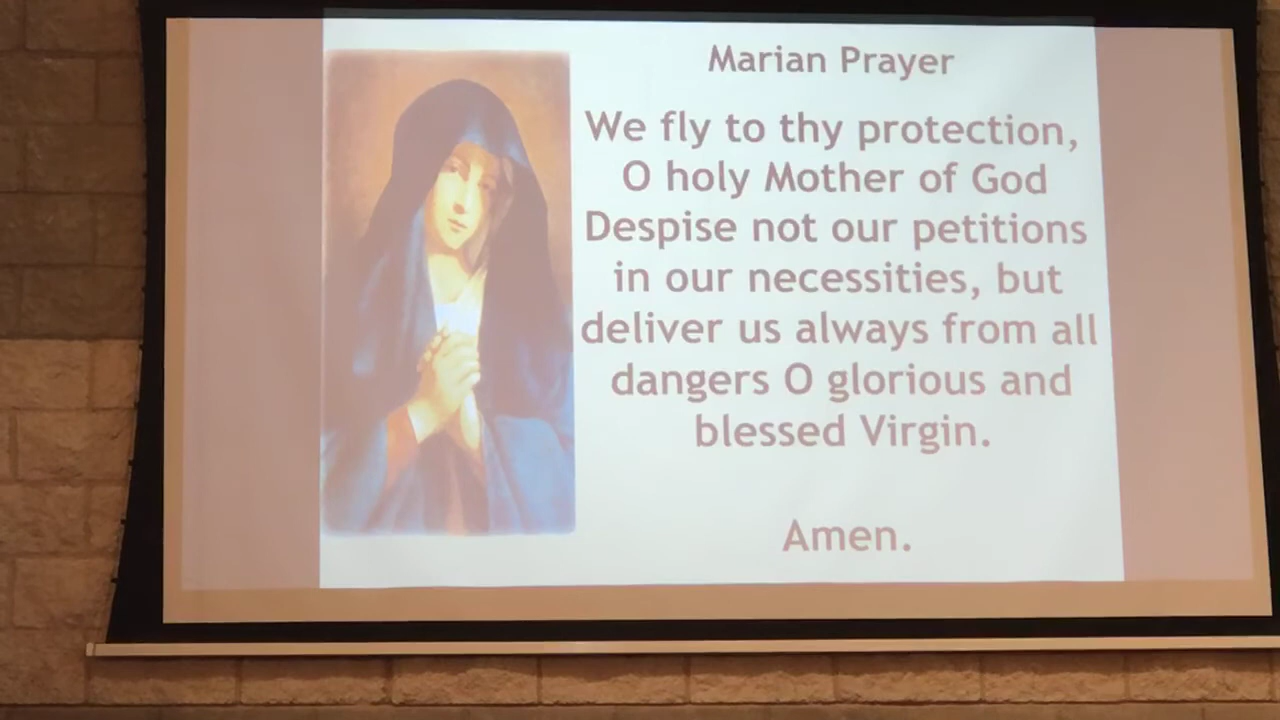 Marian Prayer
We fly to thy protection,
O holy Mother of God
Despise not our petitions
in our necessities, but
deliver us always from all
dangers O glorious and
blessed Virgin.
Amen.